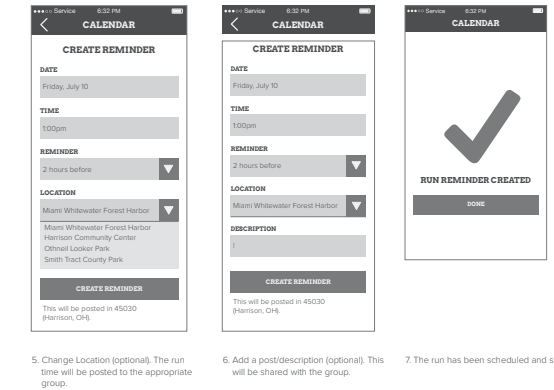 Service 6:32 PM
CALENDAR
CREATE REMINDER
DATE
Friday, July 10
TIME
1:00pm
REMINDER
2 hours before
LOCATION
Miami Whitewater Forest Harbor
Miami Whitewater Forest Harbor
Harrison Community Center
Othneil Looker Park
Smith Tract County Park
CREATE REMINDER
This will be posted in 45030
(Harrison, OH).
5. Change Location (optional). The run
time will be posted to the appropriate
group.
Service 6:32 PM
CALENDAR
CREATE REMINDER
DATE
Friday, July 10
TIME
1:00pm
REMINDER
2 hours before
LOCATION
Miami Whitewater Forest Harbor
DESCRIPTION
|
CREATE REMINDER
This will be posted in 45030
(Harrison, OH).
6. Add a post/description (optional). This
will be shared with the group.
Service 6:32 PM
CALENDAR
RUN REMINDER CREATED
DONE
7. The run has been scheduled and s